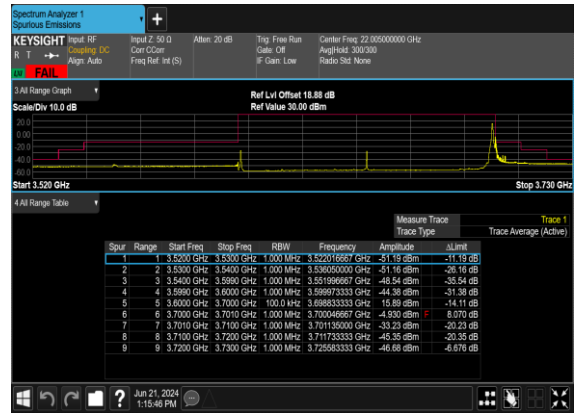 Spectrum Analyzer 1
Spurious Emissions
KEYSIGHT
R T
LW FAIL
Input: RF
Coupling: DC
Align: Auto
Input Z: 50 Ω
Corr CCorr
Freq Ref: Int (S)
Atten: 20 dB
Trig: Free Run
Gate: Off
IF Gain: Low
Center Freq: 22.005000000 GHz
Avg|Hold: 300/300
Radio Std: None
3 All Range Graph
Scale/Div 10.0 dB
Ref Lvl Offset 18.88 dB
Ref Value 30.00 dBm
20.0
0.00
-20.0
-40.0
-60.0
Start 3.520 GHz
Stop 3.730 GHz
4 All Range Table
Measure Trace Trace 1
Trace Type Trace Average (Active)
Spur Range Start Freq Stop Freq RBW Frequency Amplitude ΔLimit
1 1 3.5200 GHz 3.5300 GHz 1.000 MHz 3.522016667 GHz -51.19 dBm -11.19 dB
2 2 3.5300 GHz 3.5400 GHz 1.000 MHz 3.536050000 GHz -51.16 dBm -26.16 dB
3 3 3.5400 GHz 3.5990 GHz 1.000 MHz 3.551996667 GHz -48.54 dBm -35.54 dB
4 4 3.5990 GHz 3.6000 GHz 1.000 MHz 3.599973333 GHz -44.38 dBm -31.38 dB
5 5 3.6000 GHz 3.7000 GHz 100.0 kHz 3.698833333 GHz 15.89 dBm -14.11 dB
6 6 3.7000 GHz 3.7010 GHz 1.000 MHz 3.700046667 GHz -4.930 dBm F 8.070 dB
7 7 3.7010 GHz 3.7100 GHz 1.000 MHz 3.701135000 GHz -33.23 dBm -20.23 dB
8 8 3.7100 GHz 3.7200 GHz 1.000 MHz 3.711733333 GHz -45.35 dBm -20.35 dB
9 9 3.7200 GHz 3.7300 GHz 1.000 MHz 3.725583333 GHz -46.68 dBm -6.676 dB
Jun 21, 2024
1:15:46 PM